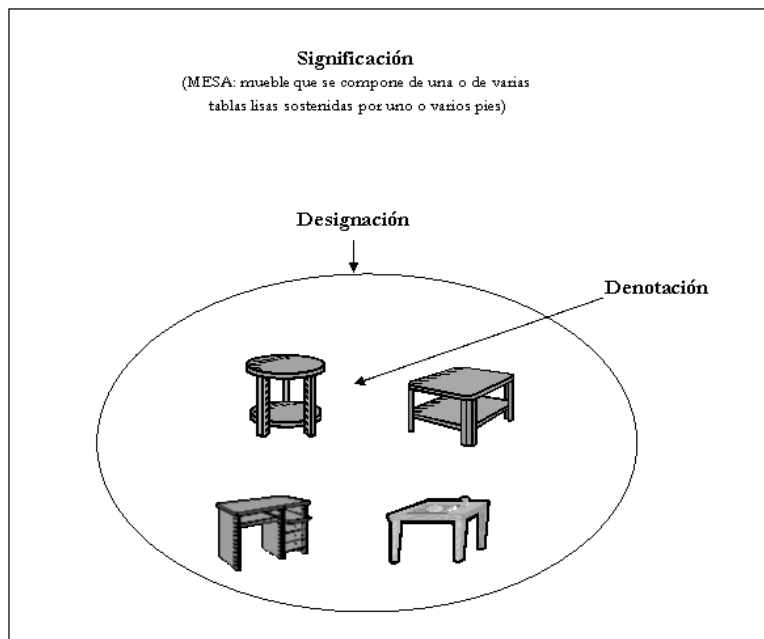 Significación
(MESA: mueble que se compone de una o de varias
tablas lisas sostenidas por uno o varios pies)
Designación
Denotación